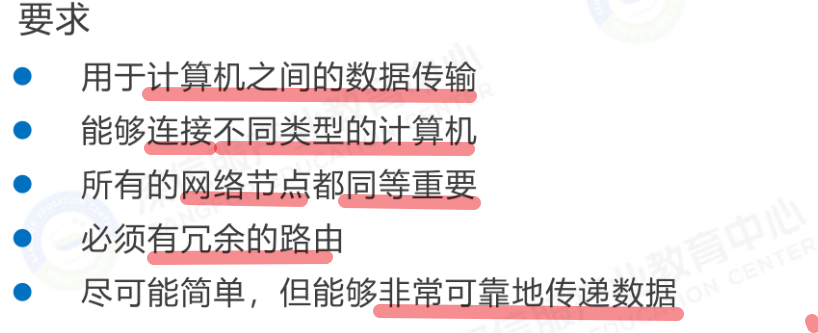 要求
用于计算机之间的数据传输
能够连接不同类型的计算机
所有的网络节点都同等重要
必须有冗余的路由
尽可能简单，但能够非常可靠地传递数据